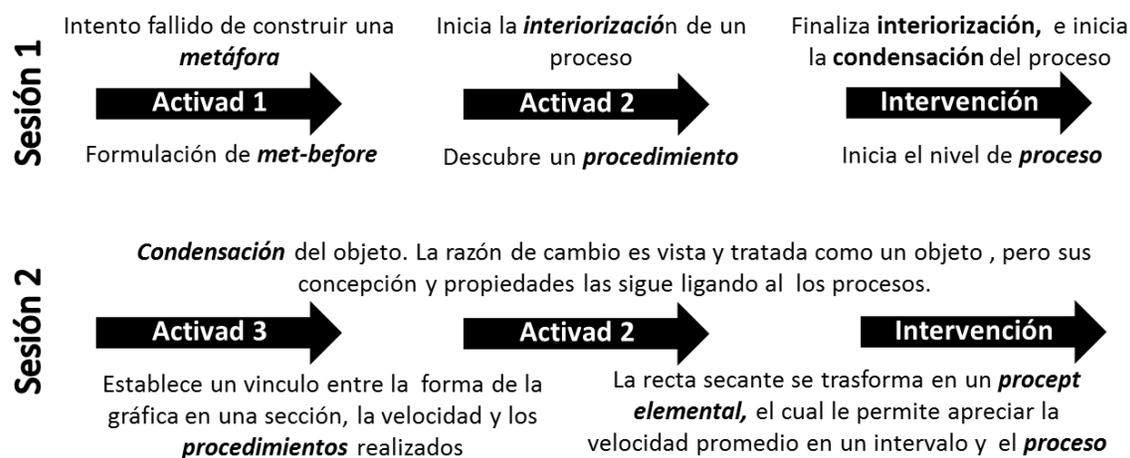 Sesión 1
Intento fallido de construir una
metáfora
Activad 1
Formulación de met-before
Inicia la interiorización de un
proceso
Activad 2
Descubre un procedimiento
Finaliza interiorización, e inicia
la condensación del proceso
Intervención
Inicia el nivel de proceso
Sesión 2
Condensación del objeto. La razón de cambio es vista y tratada como un objeto , pero sus
concepción y propiedades las sigue ligando al los procesos.
Activad 3
Establece un vinculo entre la forma de la
gráfica en una sección, la velocidad y los
procedimientos realizados
Activad 2
Intervención
La recta secante se trasforma en un procept
elemental, el cual le permite apreciar la
velocidad promedio en un intervalo y el proceso